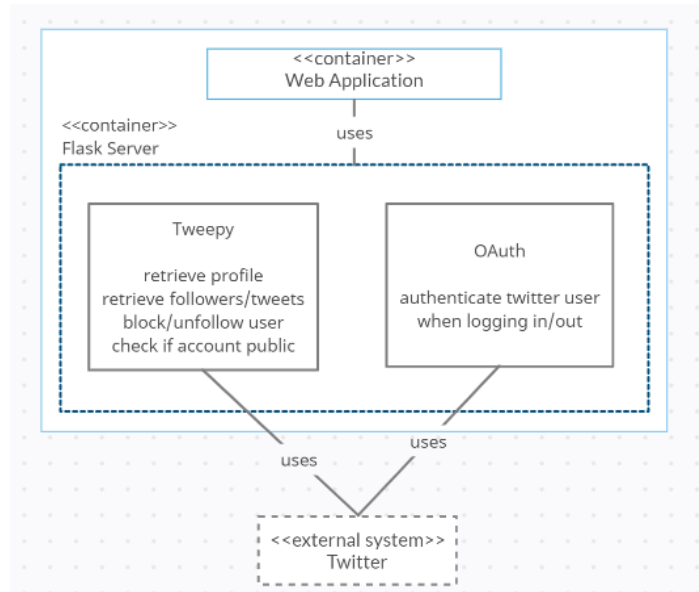 <<container>>
Web Application
uses
<<container>>
Flask Server
Tweepy
retrieve profile
retrieve followers/tweets
block/unfollow user
check if account public
OAuth
authenticate twitter user
when logging in/out
uses
uses
<<external system>>
Twitter